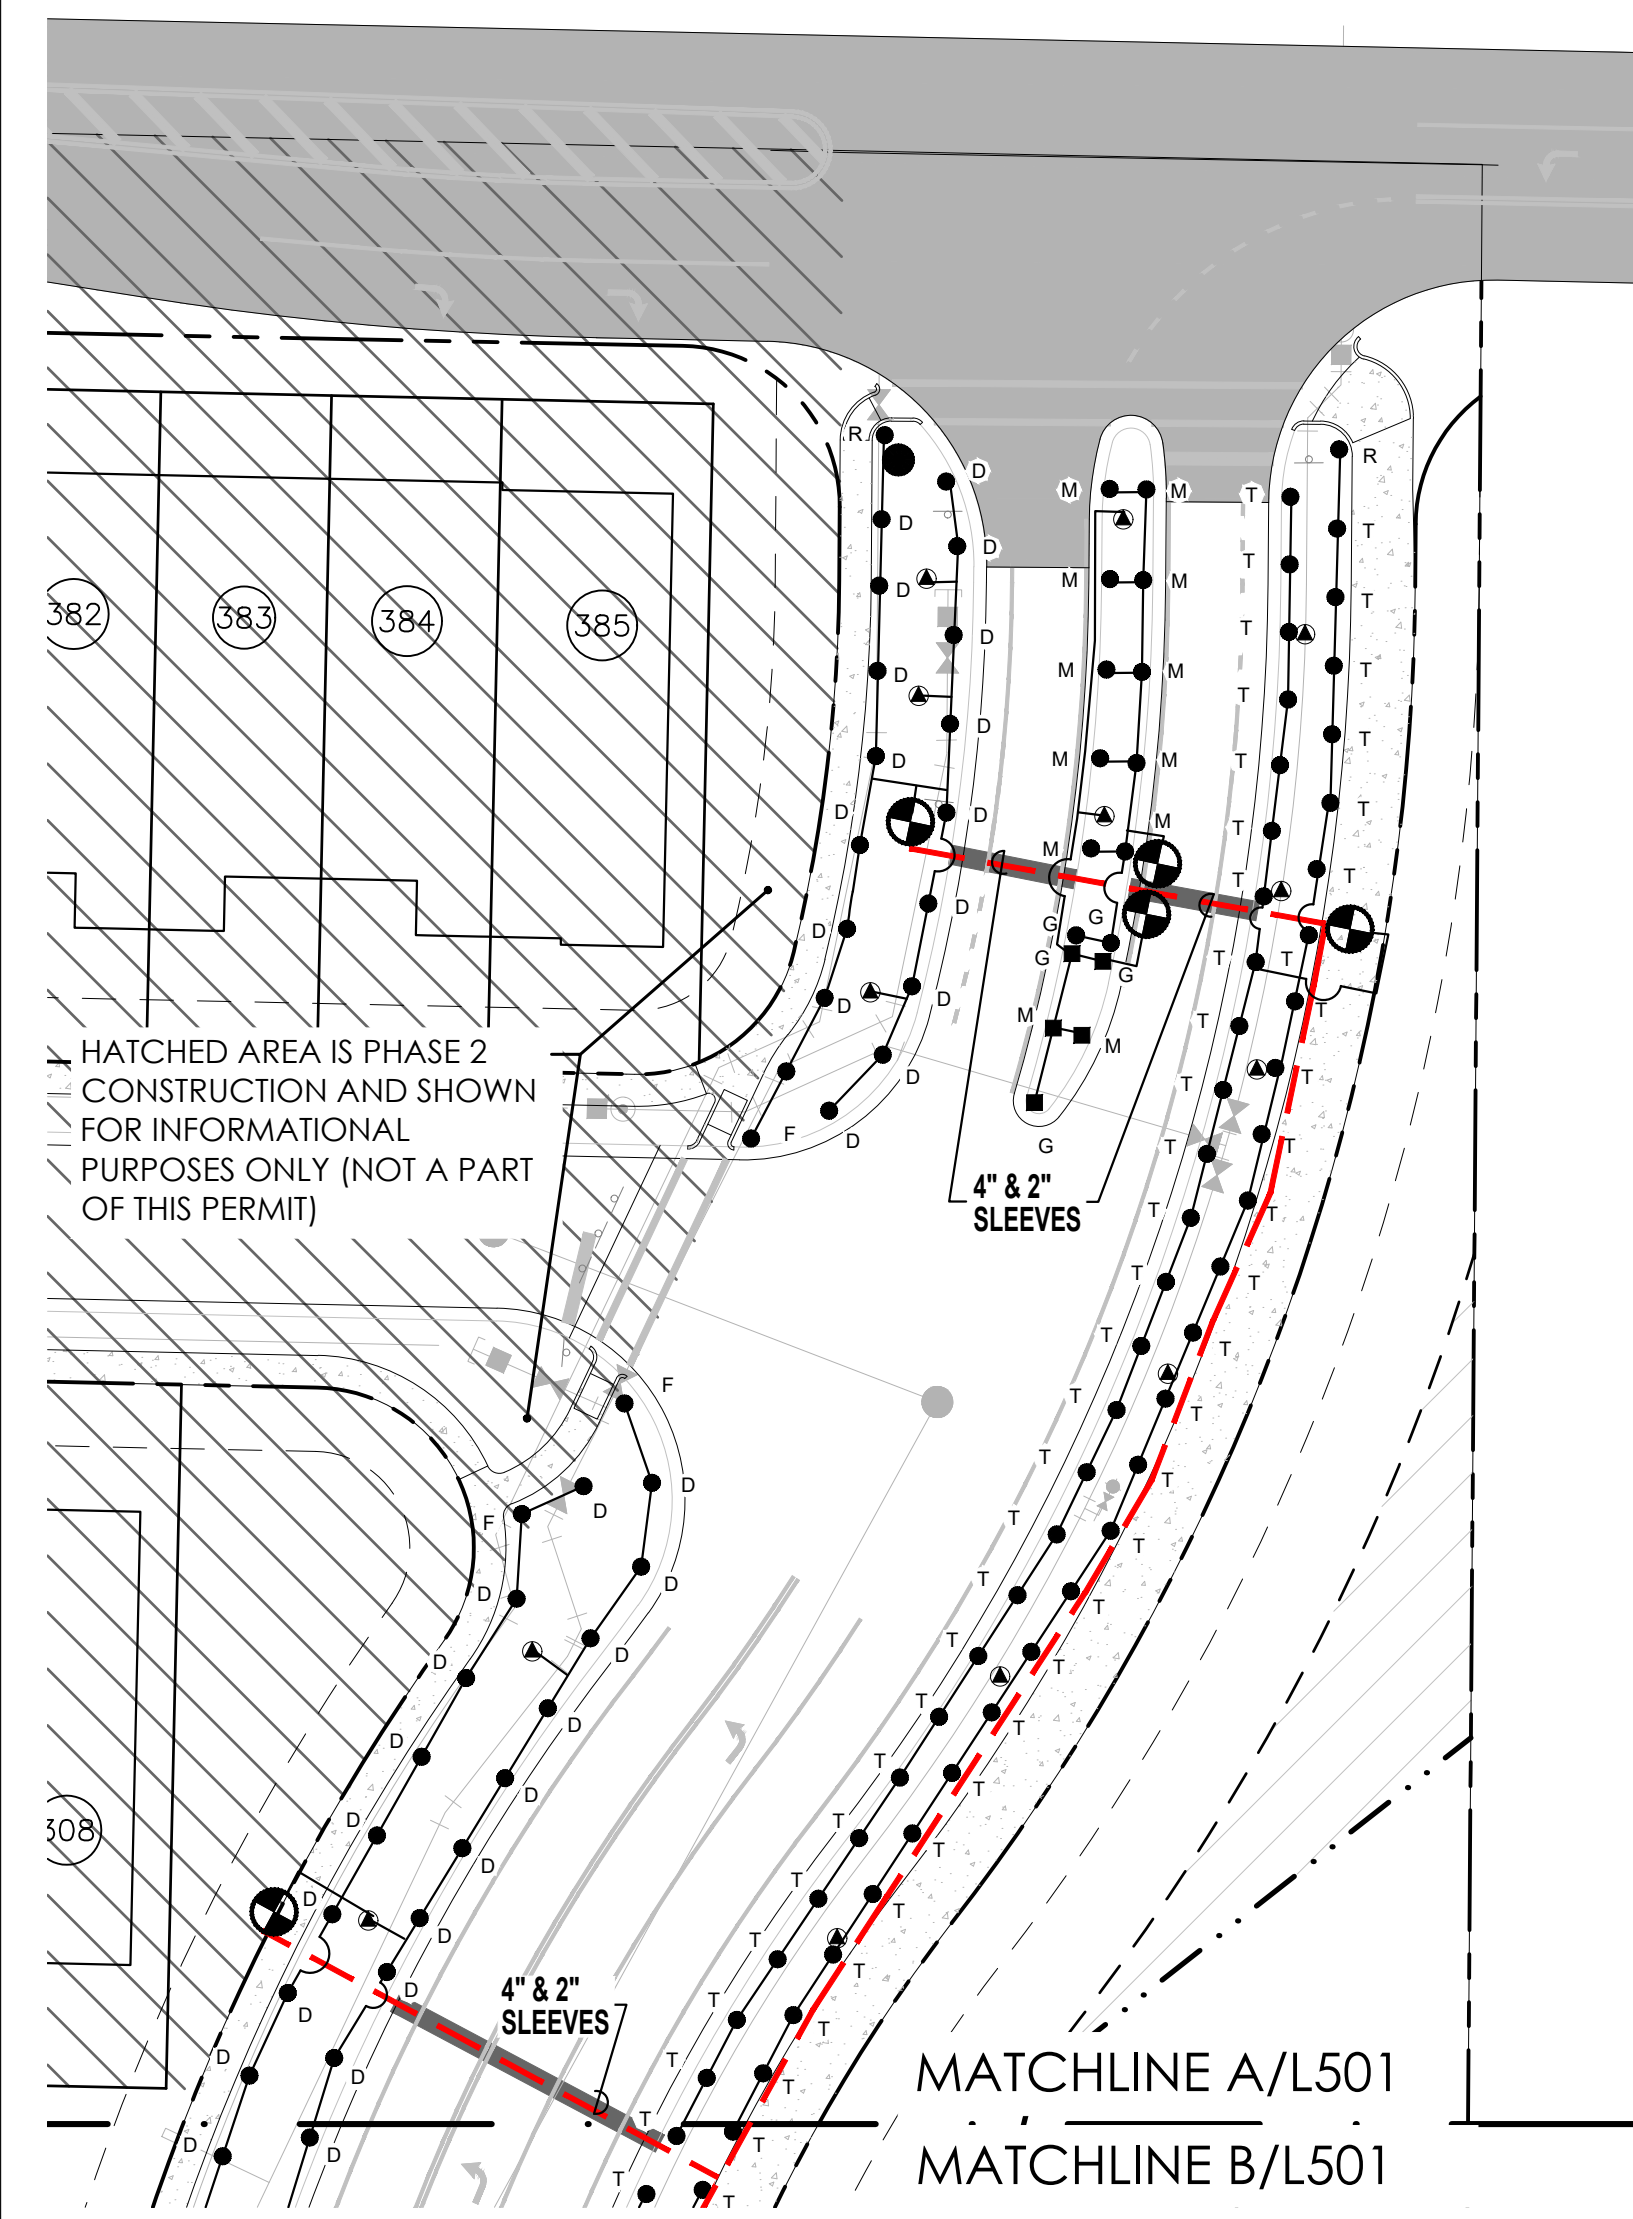 R
D
M
M
T
R
D
D
T
T
D
M
M
T
T
382
383
384
385
D
D
M
M
T
T
D
D
M
M
T
T
D
M
M
T
T
D
D
M
M
T
T
D
G
G
T
D
D
G
G
T
T
D
M
M
T
T
HATCHED AREA IS PHASE 2
CONSTRUCTION AND SHOWN
FOR INFORMATIONAL
PURPOSES ONLY (NOT A PART
OF THIS PERMIT)
D
T
T
F
D
G
T
T
4" & 2"
SLEEVES
T
T
T
T
F
T
T
D
T
T
F
D
T
T
D
D
T
T
D
D
T
T
D
D
T
T
308
D
D
T
T
D
D
T
T
D
D
T
T
4" & 2"
SLEEVES
D
D
T
T
MATCHLINE A/L501
D
D
T
T
MATCHLINE B/L501
T
T